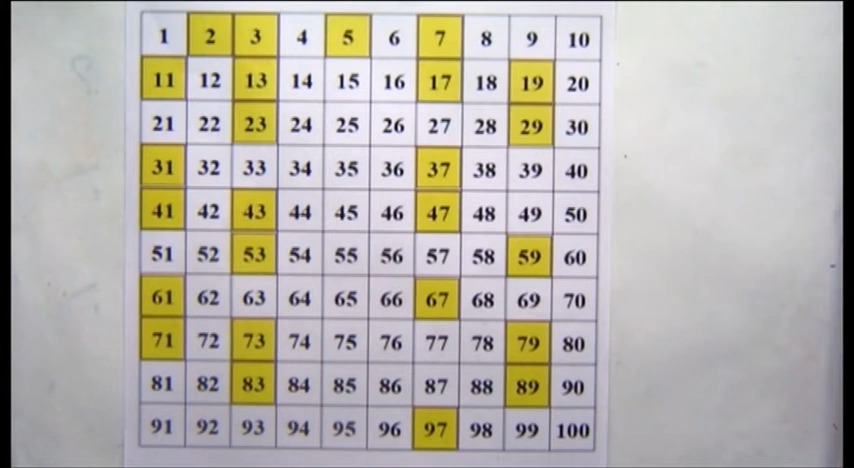 1 2 3 4 5 6 7 8 9 10
11 12 13 14 15 16 17 18 19 20
21 22 23 24 25 26 27 28 29 30
31 32 33 34 35 36 37 38 39 40
41 42 43 44 45 46 47 48 49 50
51 52 53 54 55 56 57 58 59 60
61 62 63 64 65 66 67 68 69 70
71 72 73 74 75 76 77 78 79 80
81 82 83 84 85 86 87 88 89 90
91 92 93 94 95 96 97 98 99 100